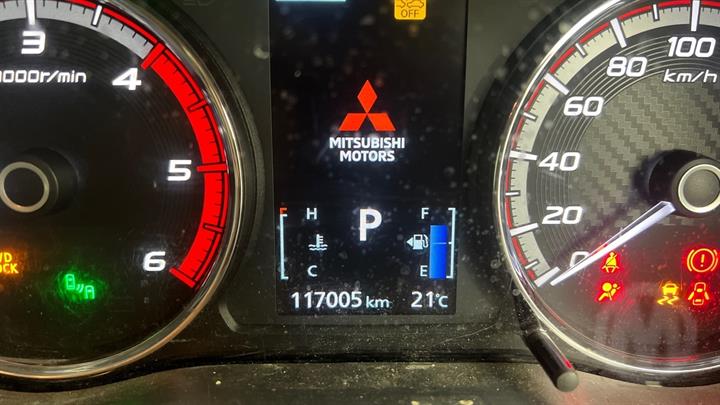 OFF
3
4
5
6
000r/min
MITSUBISHI
MOTORS
P
H
C
F
E
117005 km
21°C
100
80
60
40
20
0
km/h
OCK